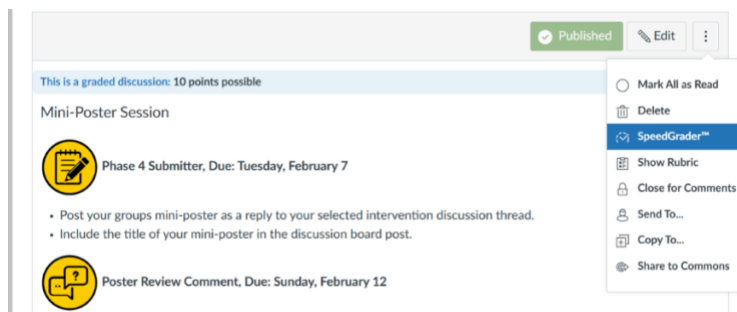 Published
Edit
This is a graded discussion: 10 points possible
Mini-Poster Session
Phase 4 Submitter, Due: Tuesday, February 7
• Post your groups mini-poster as a reply to your selected intervention discussion thread.
• Include the title of your mini-poster in the discussion board post.
Poster Review Comment, Due: Sunday, February 12
Mark All as Read
Delete
SpeedGrader™
Show Rubric
Close for Comments
Send To...
Copy To...
Share to Commons